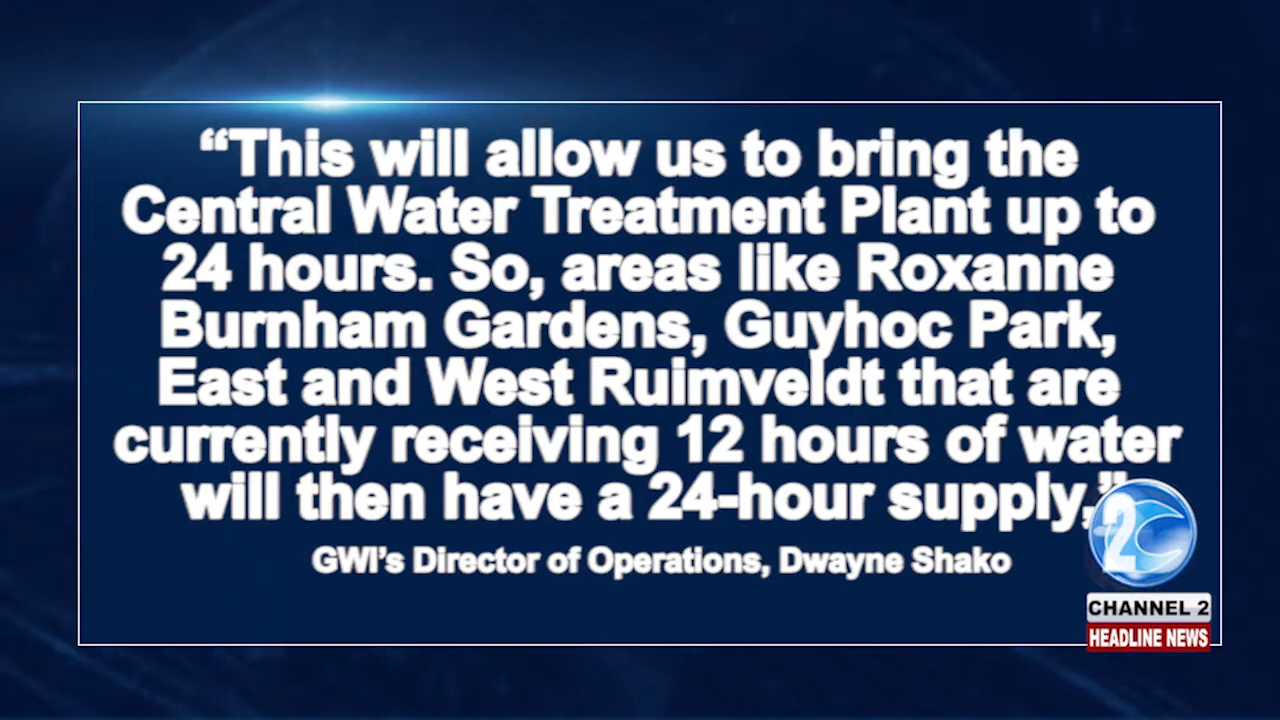 “This will allow us to bring the
Central Water Treatment Plant up to
24 hours. So, areas like Roxanne
Burnham Gardens, Guyhoc Park,
East and West Ruimveldt that are
currently receiving 12 hours of water
will then have a 24-hour supply,”
GWI’s Director of Operations, Dwayne Shako
2
CHANNEL 2
HEADLINE NEWS